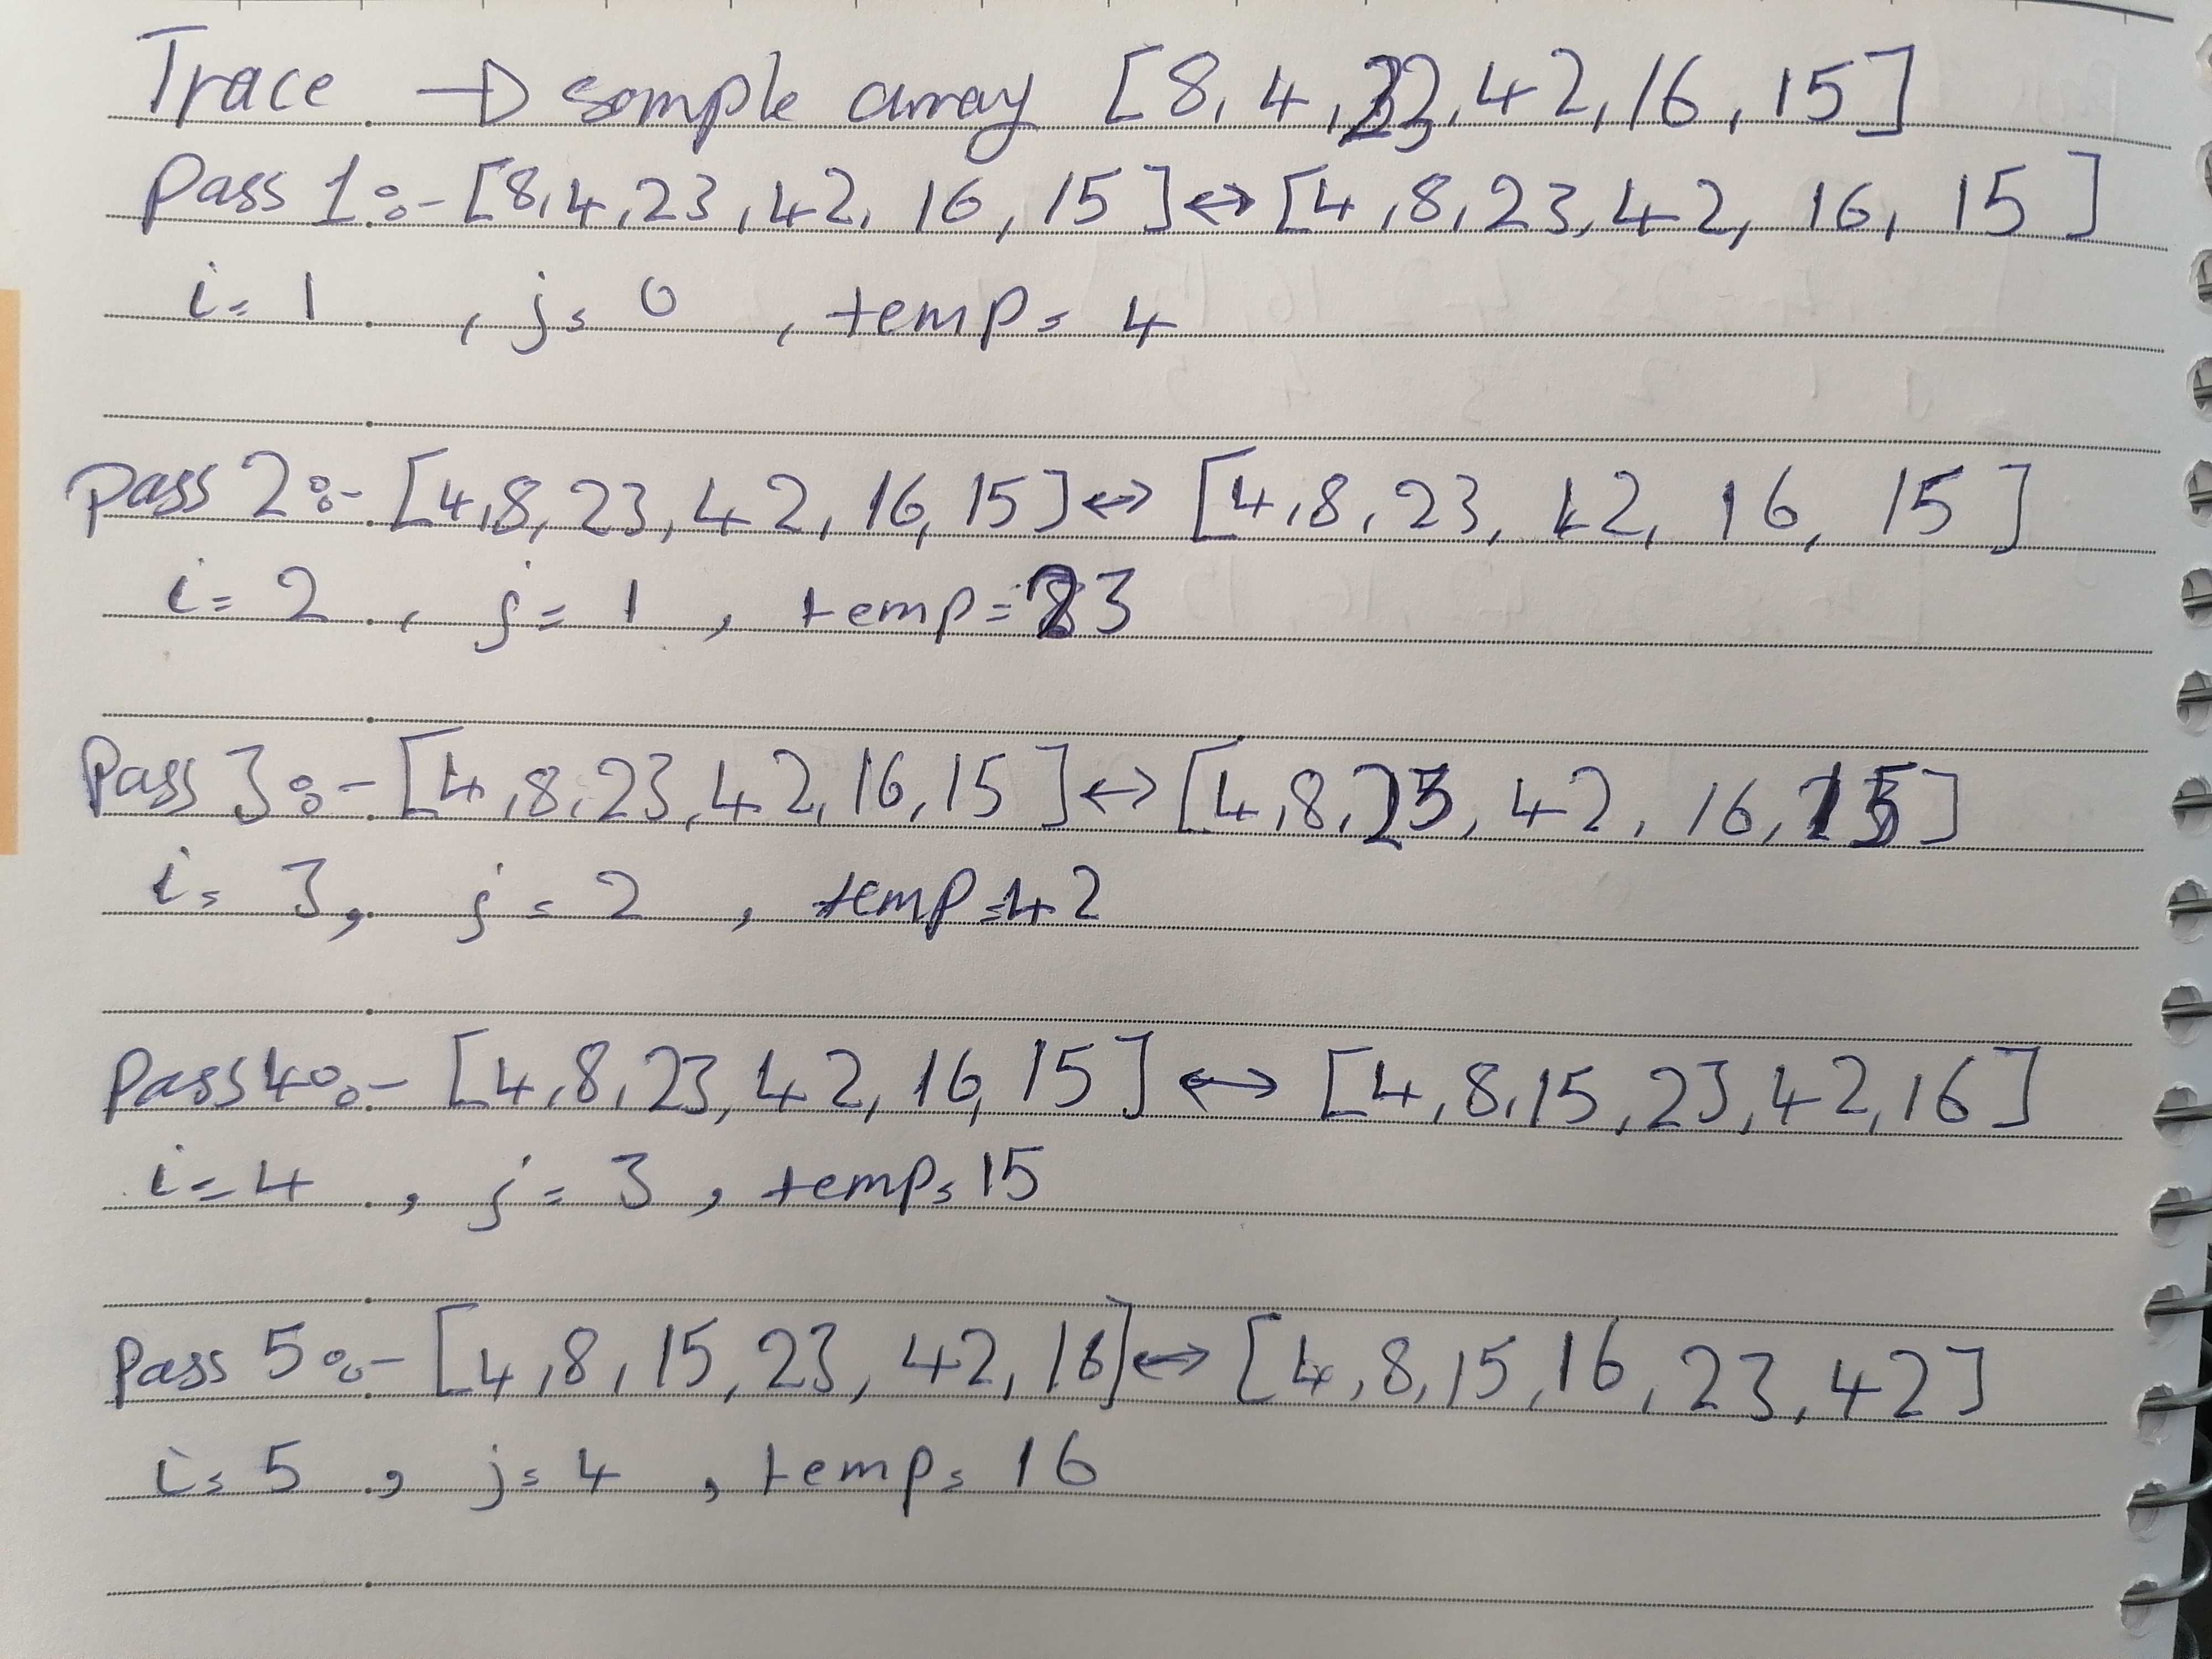 Trace → sample array [8, 4, 23, 42, 16, 15]
Pass 1:- [8,4,23,42, 16, 15] ↔ [4,8,23,42, 16, 15]
i= 1 , j= 0 , temp= 4
Pass 2:- [4,8,23,42,16,15] ↔ [4,8,23, 42, 16, 15]
i= 2 , j= 1 , temp= 23
Pass 3:- [4,8,23,42,16,15] ↔ [4,8,23, 42, 16, 15]
i= 3, j= 2 , temp=42
Pass 4:- [4,8,23,42,16,15] ↔ [4,8,15,23,42,16]
i=4 , j= 3 , temp= 15
Pass 5:- [4,8,15,23,42,16] ↔ [4,8,15,16,23,42]
i= 5 , j= 4 , temp= 16